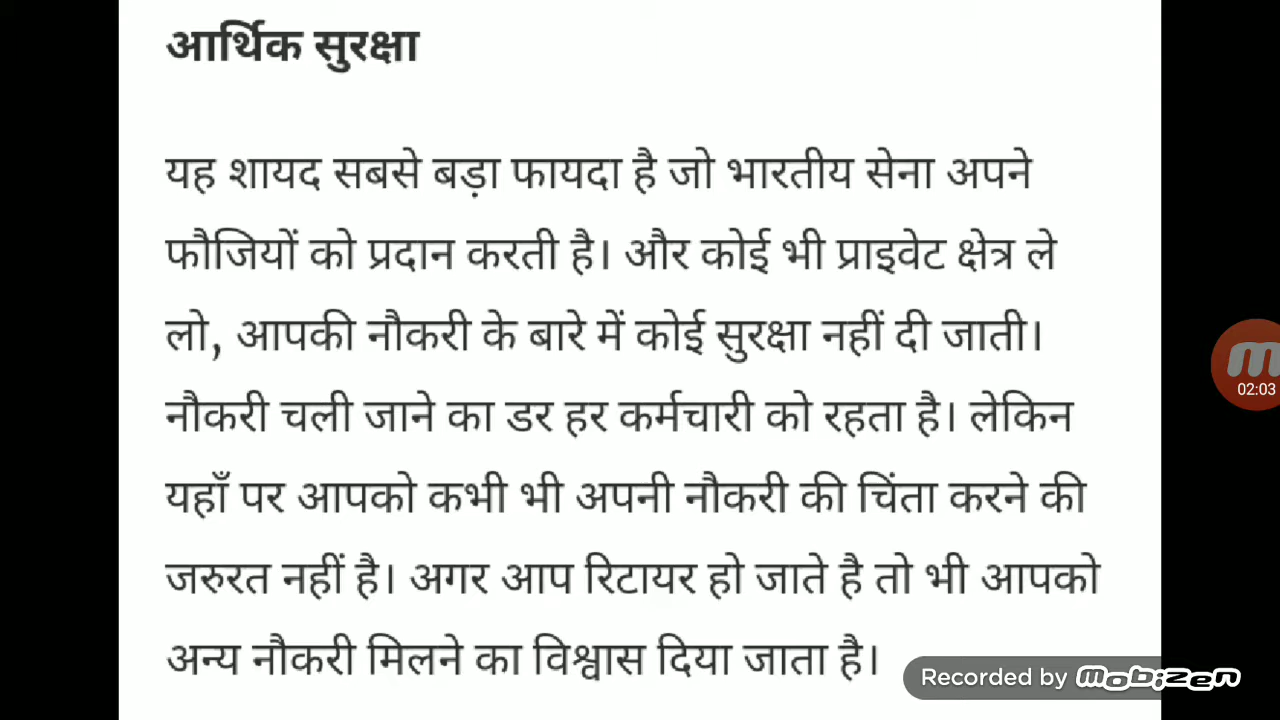 आर्थिक सुरक्षा
यह शायद सबसे बड़ा फायदा है जो भारतीय सेना अपने
फौजियों को प्रदान करती है। और कोई भी प्राइवेट क्षेत्र ले
लो, आपकी नौकरी के बारे में कोई सुरक्षा नहीं दी जाती।
नौकरी चली जाने का डर हर कर्मचारी को रहता है। लेकिन
यहाँ पर आपको कभी भी अपनी नौकरी की चिंता करने की
जरुरत नहीं है। अगर आप रिटायर हो जाते है तो भी आपको
अन्य नौकरी मिलने का विश्वास दिया जाता है।
02:03
Recorded by mobizen